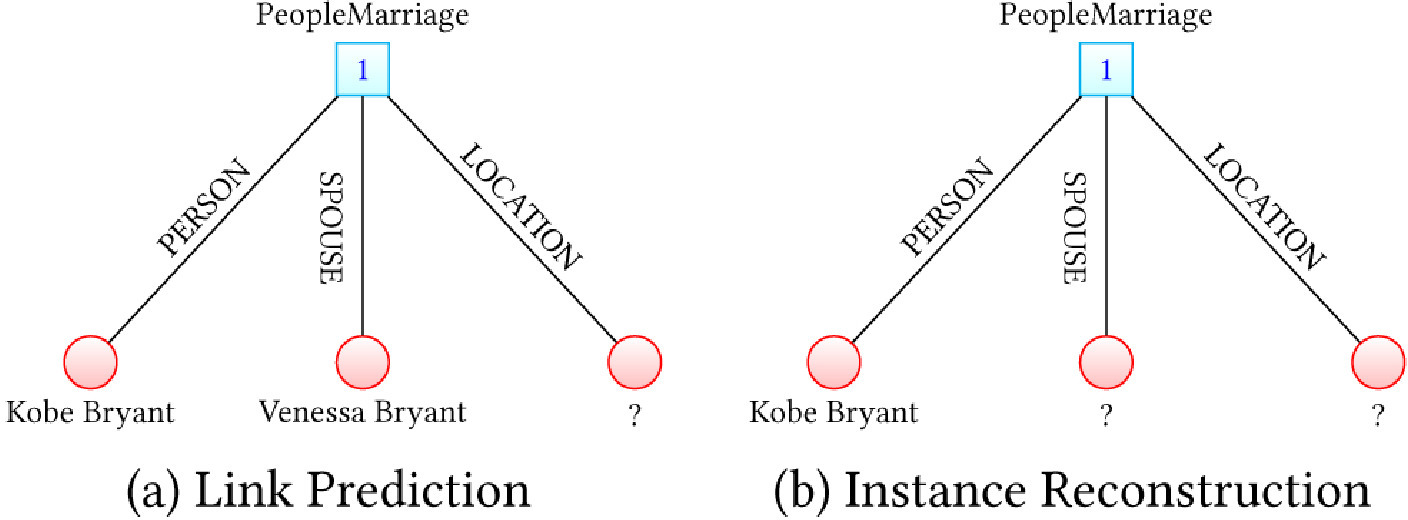 PeopleMarriage
1
PERSON
SPOUSE
LOCATION
Kobe Bryant
Venessa Bryant
?
(a) Link Prediction
PeopleMarriage
1
PERSON
SPOUSE
LOCATION
Kobe Bryant
?
?
(b) Instance Reconstruction